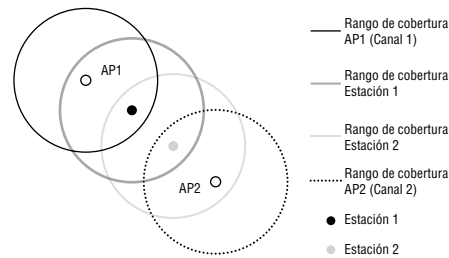 AP1
AP2
Rango de cobertura
AP1 (Canal 1)
Rango de cobertura
Estación 1
Rango de cobertura
Estación 2
Rango de cobertura
AP2 (Canal 2)
Estación 1
Estación 2